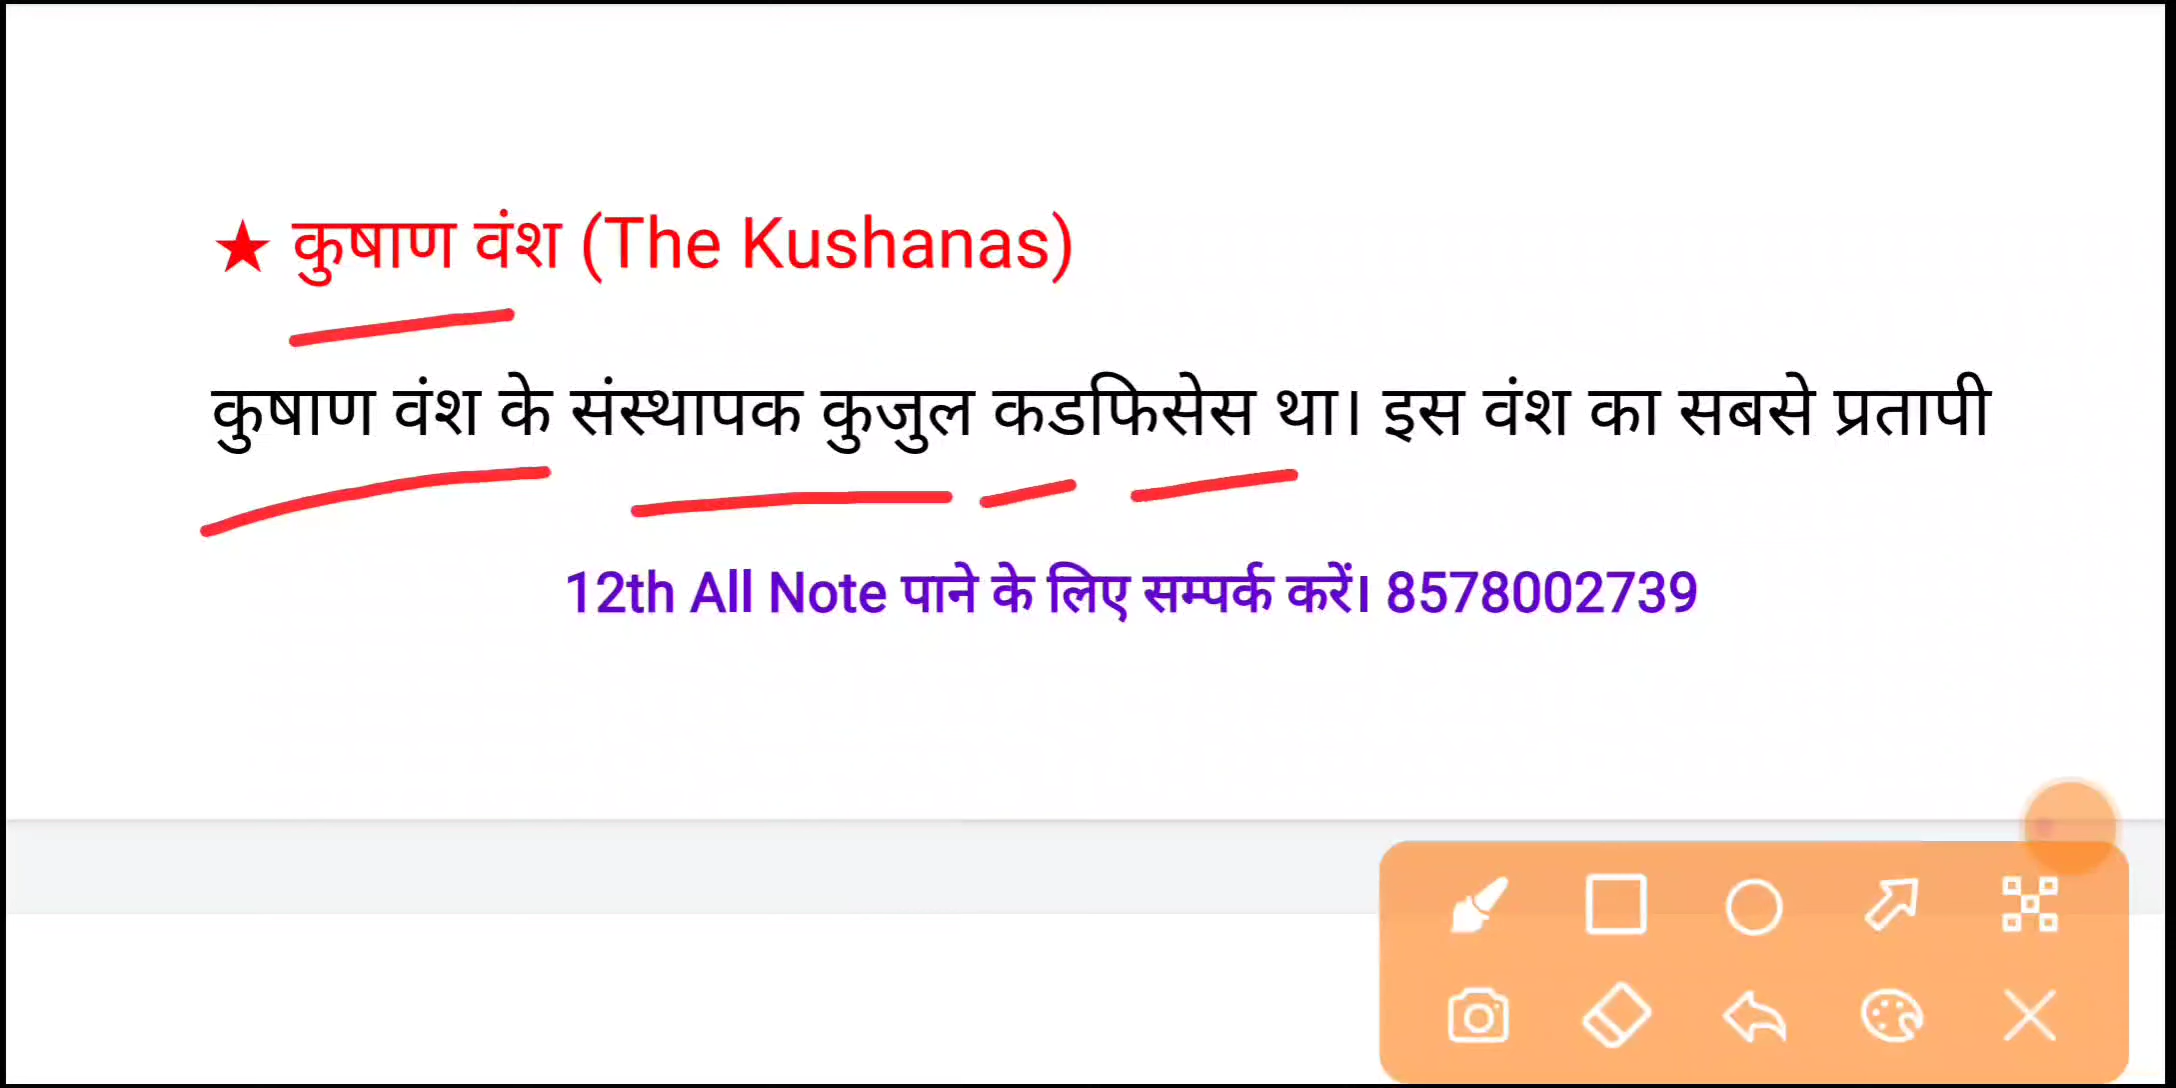 ★ कुषाण वंश (The Kushanas)
कुषाण वंश के संस्थापक कुजुल कडफिसेस था। इस वंश का सबसे प्रतापी
12th All Note पाने के लिए सम्पर्क करें। 8578002739